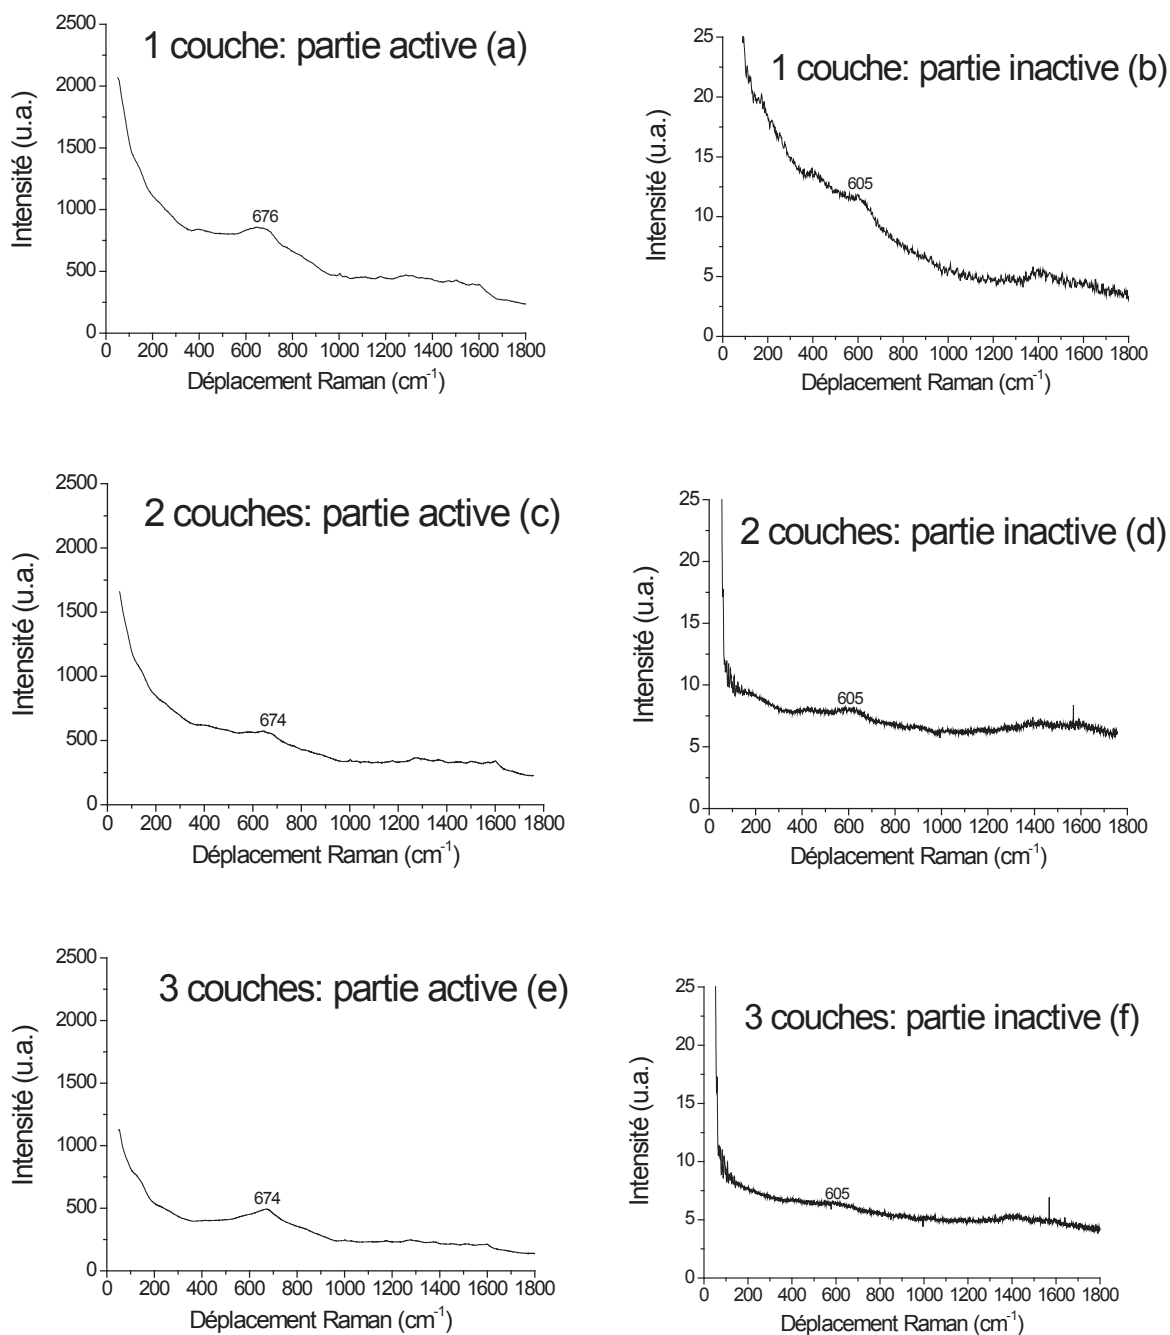 1 couche: partie active (a)
2500
2000
1500
1000
500
0
Intensité (u.a.)
676
0 200 400 600 800 1000 1200 1400 1600 1800
Déplacement Raman (cm⁻¹)
1 couche: partie inactive (b)
25
20
15
10
5
0
Intensité (u.a.)
605
0 200 400 600 800 1000 1200 1400 1600 1800
Déplacement Raman (cm⁻¹)
2 couches: partie active (c)
2500
2000
1500
1000
500
0
Intensité (u.a.)
674
0 200 400 600 800 1000 1200 1400 1600 1800
Déplacement Raman (cm⁻¹)
2 couches: partie inactive (d)
25
20
15
10
5
0
Intensité (u.a.)
605
0 200 400 600 800 1000 1200 1400 1600 1800
Déplacement Raman (cm⁻¹)
3 couches: partie active (e)
2500
2000
1500
1000
500
0
Intensité (u.a.)
674
0 200 400 600 800 1000 1200 1400 1600 1800
Déplacement Raman (cm⁻¹)
3 couches: partie inactive (f)
25
20
15
10
5
0
Intensité (u.a.)
605
0 200 400 600 800 1000 1200 1400 1600 1800
Déplacement Raman (cm⁻¹)